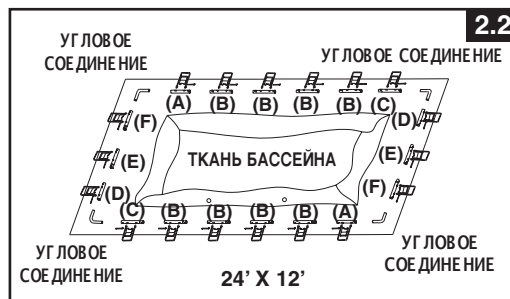 2.2
УГЛОВОЕ
СОЕДИНЕНИЕ
УГЛОВОЕ СОЕДИНЕНИЕ
(A) (B) (B) (B) (B) (C)
(F) (D)
ТКАНЬ БАССЕЙНА
(E) (E)
(D) (F)
(C) (B) (B) (B) (B) (A)
УГЛОВОЕ
СОЕДИНЕНИЕ
УГЛОВОЕ
СОЕДИНЕНИЕ
24' X 12'